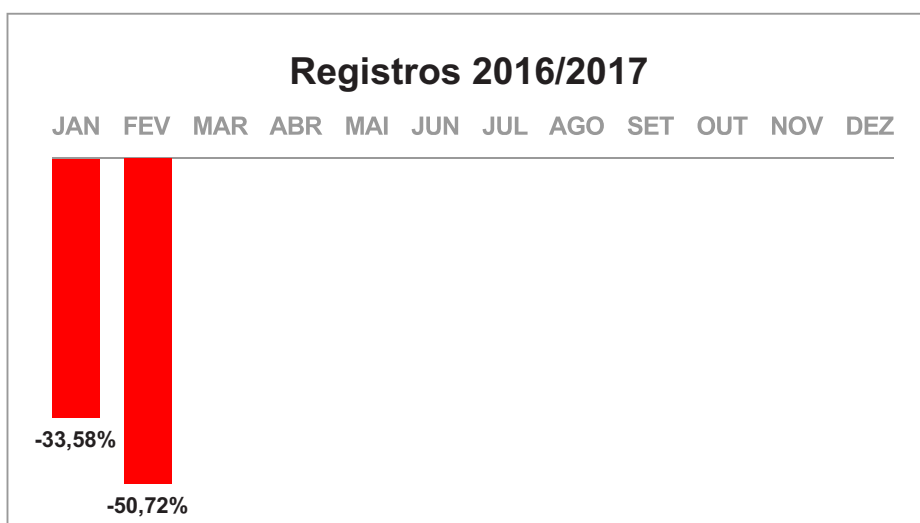 Registros 2016/2017
JAN FEV MAR ABR MAI JUN JUL AGO SET OUT NOV DEZ
-33,58%
-50,72%